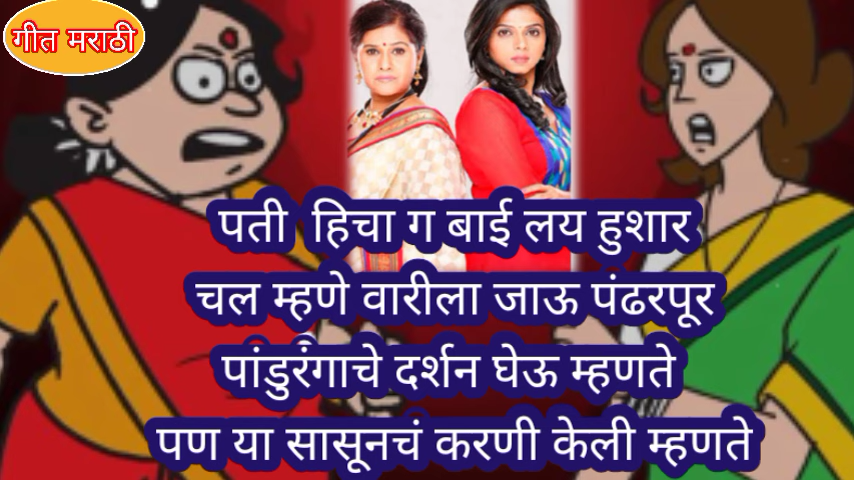 गीत मराठी
पती हिचा ग बाई लय हुशार
चल म्हणे वारीला जाऊ पंढरपूर
पांडुरंगाचे दर्शन घेऊ म्हणते
पण या सासूनचं करणी केली म्हणते